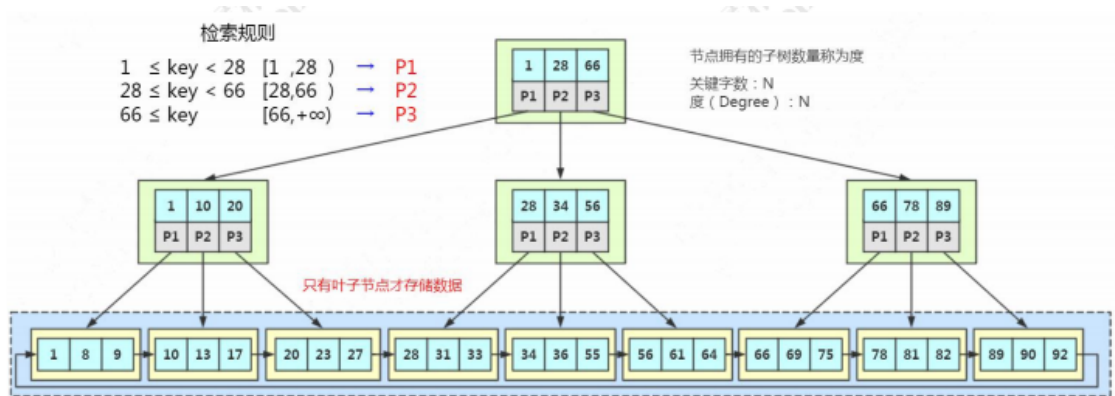 检索规则
1 ≤ key < 28 [1 ,28 ) → P1
28 ≤ key < 66 [28,66 ) → P2
66 ≤ key [66,+∞) → P3
节点拥有的子树数量称为度
关键字数：N
度（Degree）：N
1 28 66
P1 P2 P3
1 10 20
P1 P2 P3
28 34 56
P1 P2 P3
66 78 89
P1 P2 P3
只有叶子节点才存储数据
1 8 9 10 13 17 20 23 27 28 31 33 34 36 55 56 61 64 66 69 75 78 81 82 89 90 92